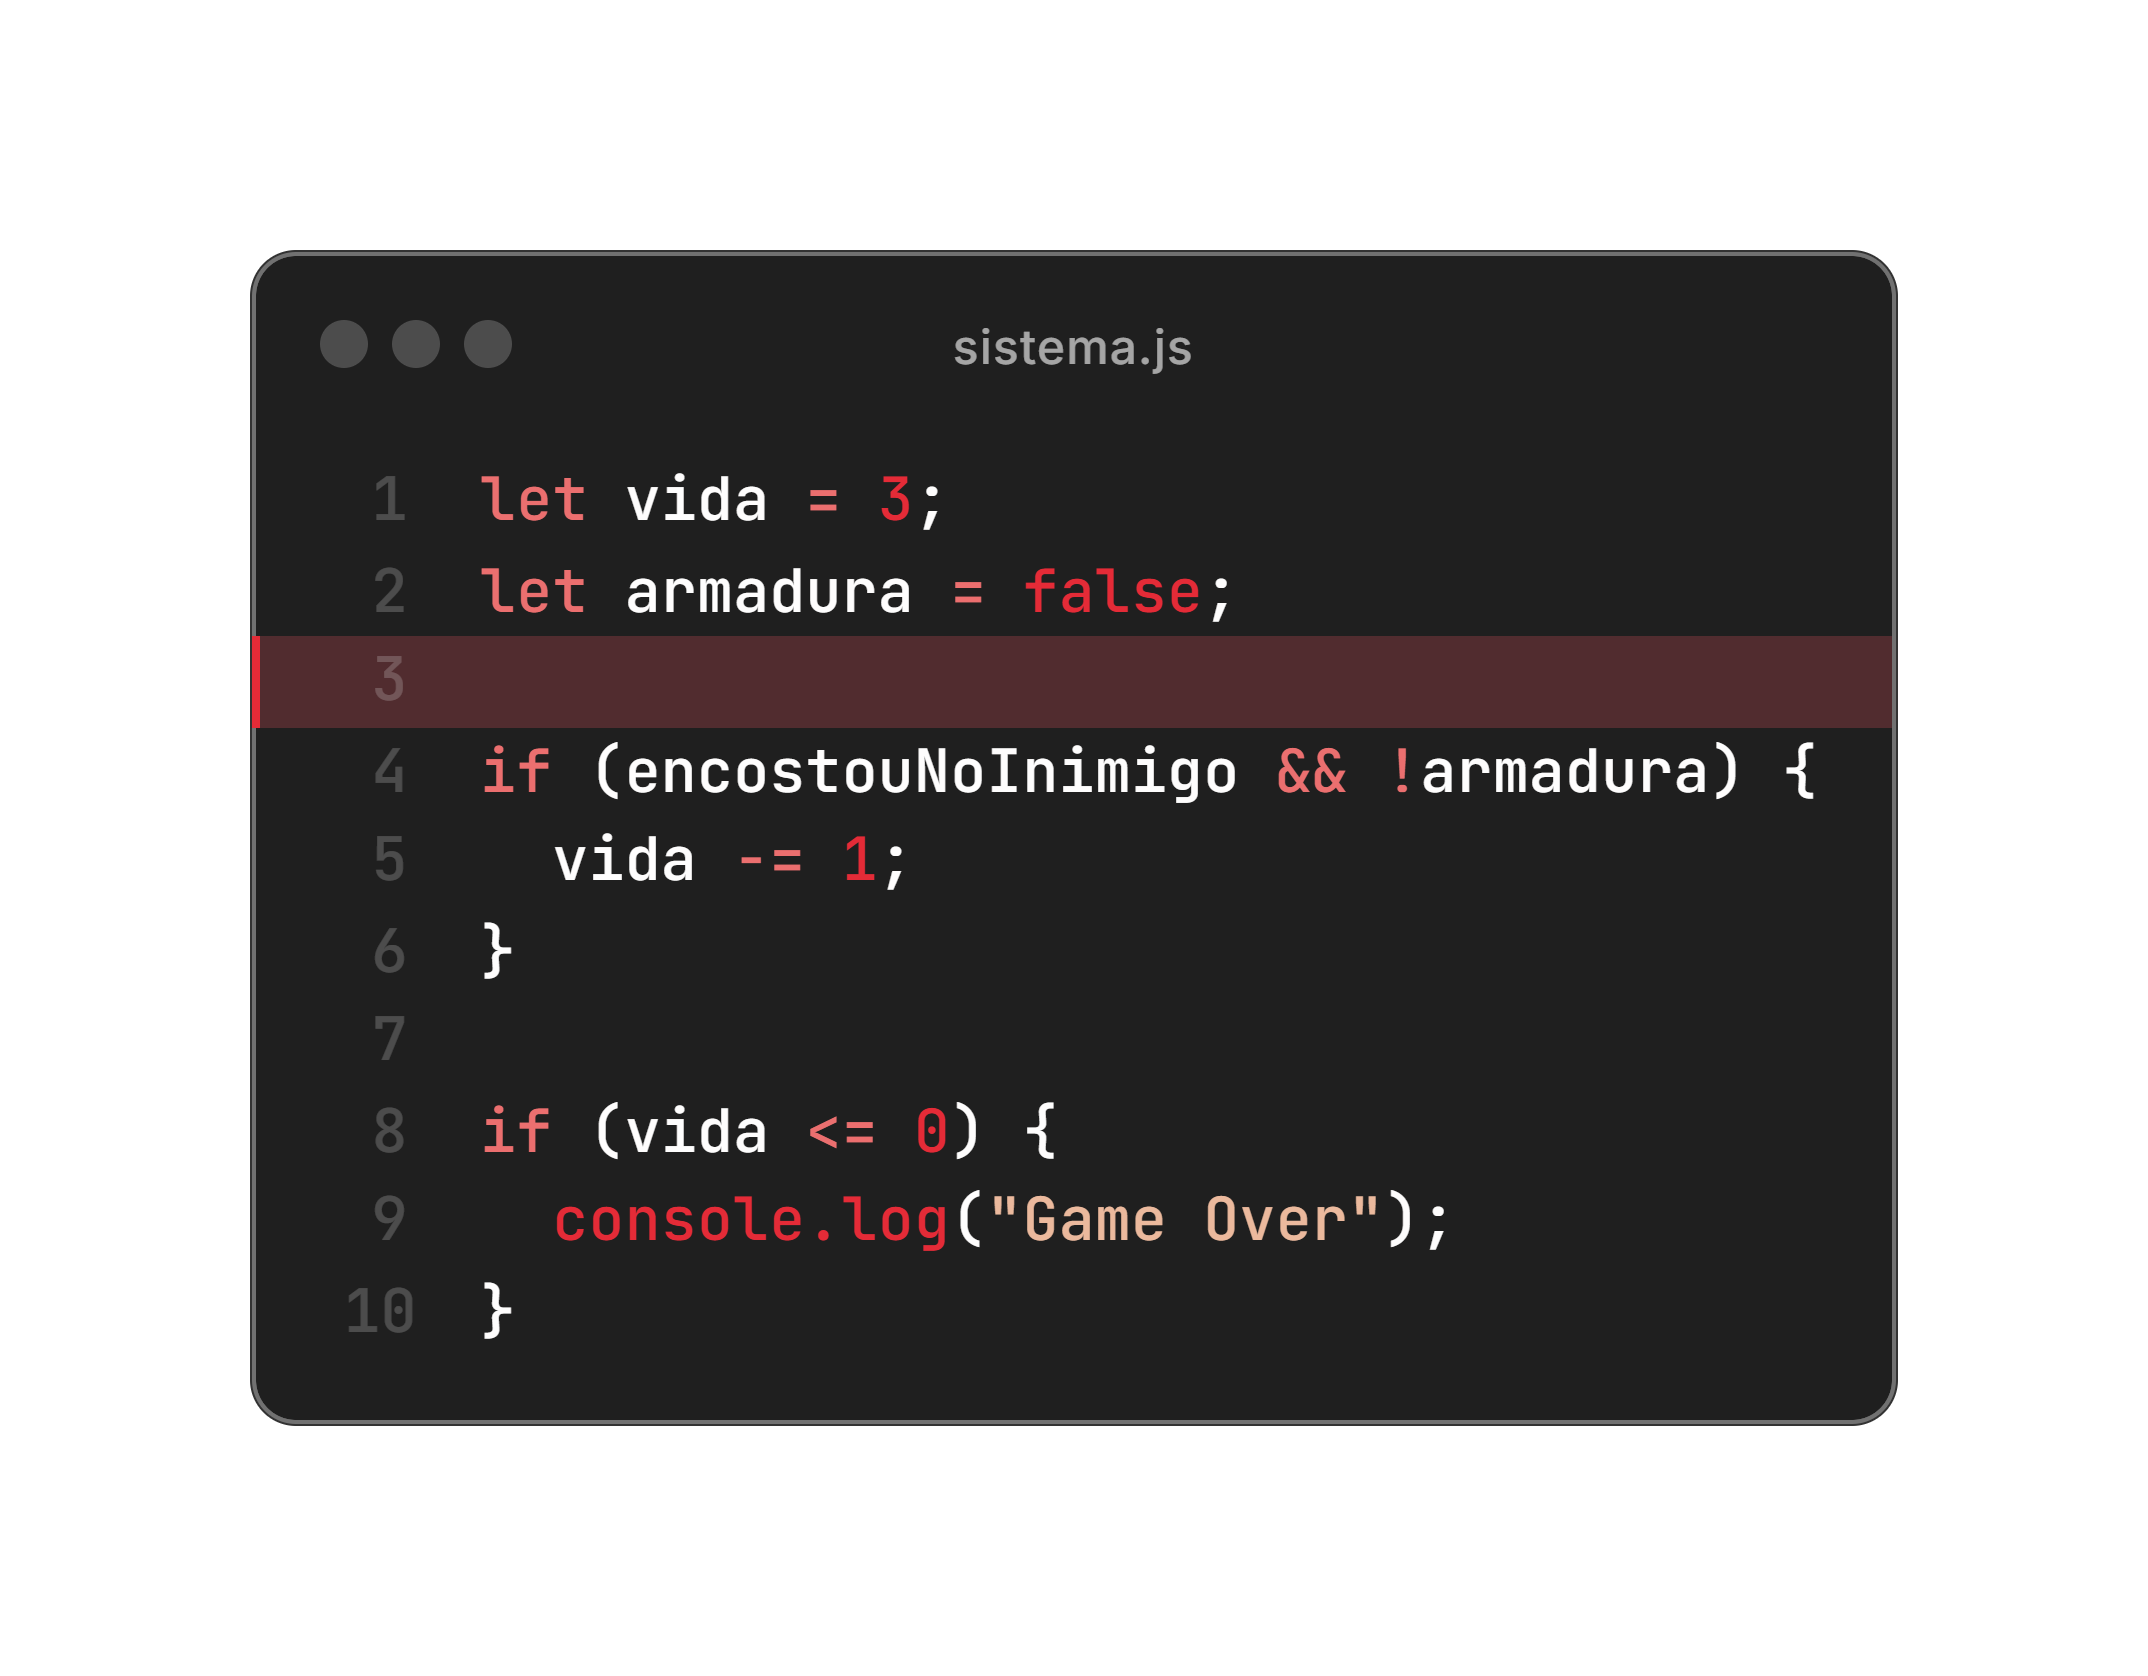 sistema.js
1 let vida = 3;
2 let armadura = false;
3
4 if (encostouNoInimigo && !armadura) {
5   vida -= 1;
6 }
7
8 if (vida <= 0) {
9   console.log("Game Over");
10 }